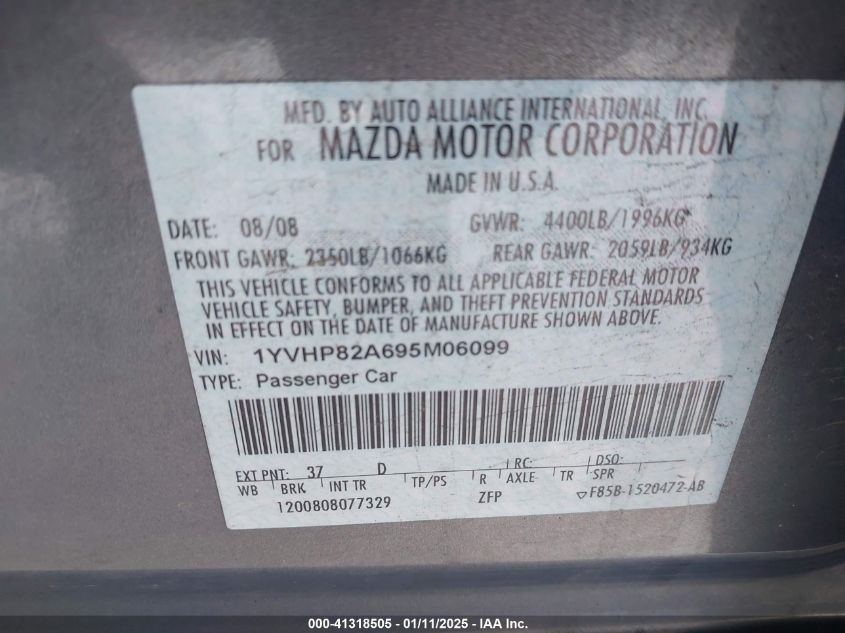 MFD. BY AUTO ALLIANCE INTERNATIONAL, INC.
FOR MAZDA MOTOR CORPORATION
MADE IN U.S.A.
DATE: 08/08 GVWR: 4400LB/1996KG
FRONT GAWR: 2350LB/1066KG REAR GAWR: 2059LB/934KG
THIS VEHICLE CONFORMS TO ALL APPLICABLE FEDERAL MOTOR
VEHICLE SAFETY, BUMPER, AND THEFT PREVENTION STANDARDS
IN EFFECT ON THE DATE OF MANUFACTURE SHOWN ABOVE.
VIN: 1YVHP82A695M06099
TYPE: Passenger Car
EXT PNT: 37 D RC: DSO:
WB BRK INT TR TP/PS R AXLE TR SPR
1200808077329 ZFP F85B-1520472-AB
000-41318505 - 01/11/2025 - IAA Inc.